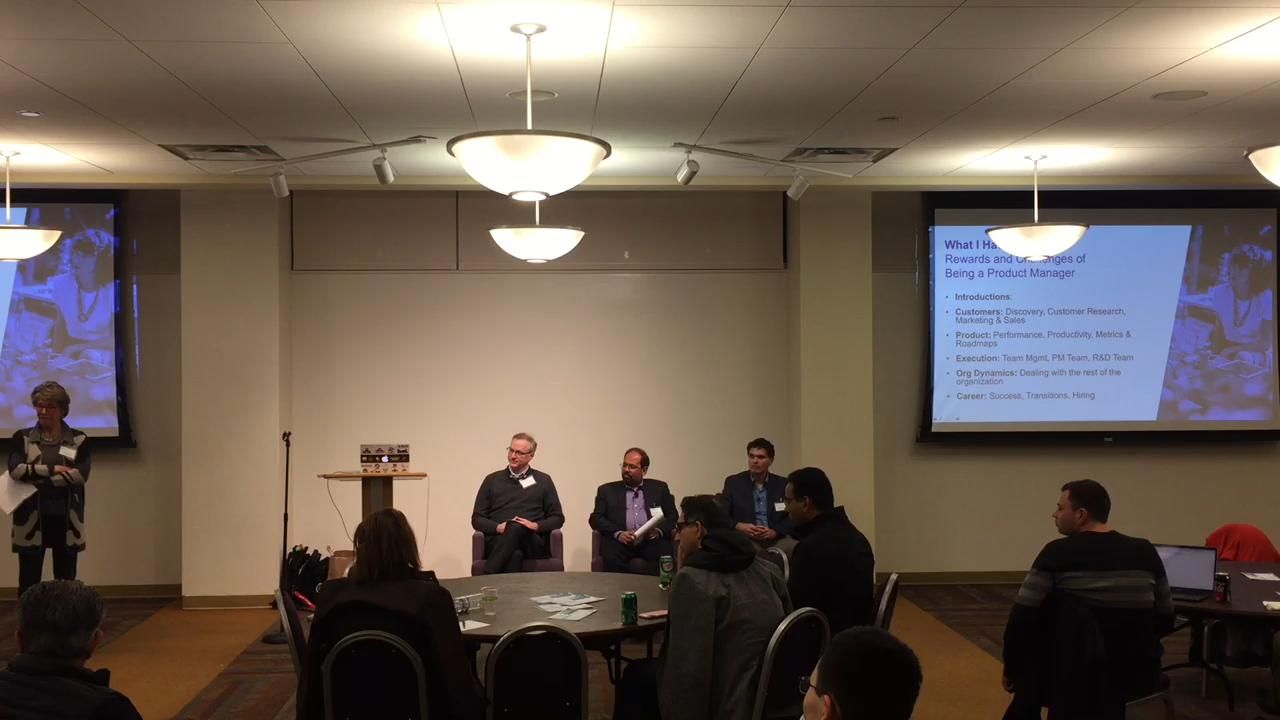 What I Ha
Rewards and Challenges of
Being a Product Manager
• Introductions:
• Customers: Discovery, Customer Research,
Marketing & Sales
• Product: Performance, Productivity, Metrics &
Roadmaps
• Execution: Team Mgmt, PM Team, R&D Team
• Org Dynamics: Dealing with the rest of the
organization
• Career: Success, Transitions, Hiring